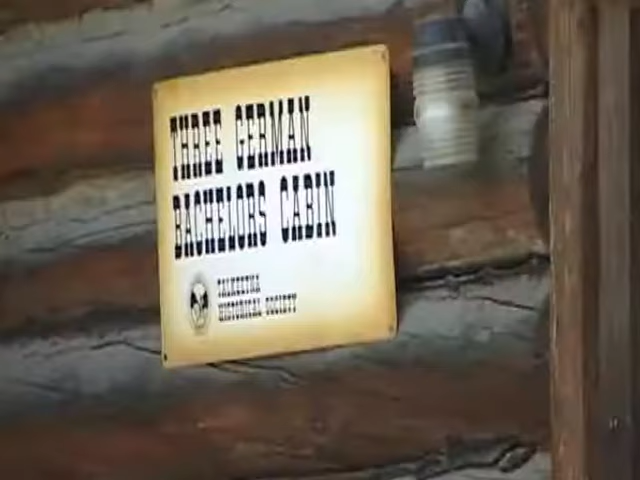 THREE GERMAN
BACHELORS CABIN
TALKEETNA
HISTORICAL SOCIETY